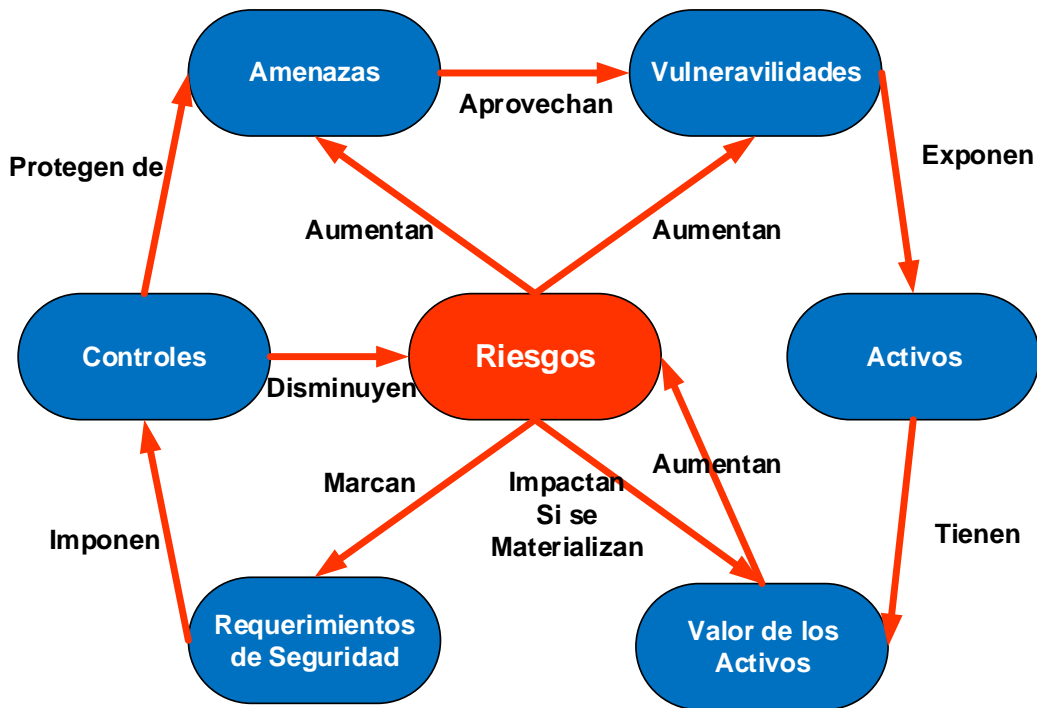 Amenazas
Vulneravilidades
Aprovechan
Protegen de
Exponen
Aumentan
Aumentan
Controles
Riesgos
Activos
Disminuyen
Marcan
Impactan
Si se
Materializan
Aumentan
Imponen
Tienen
Requerimientos
de Seguridad
Valor de los
Activos